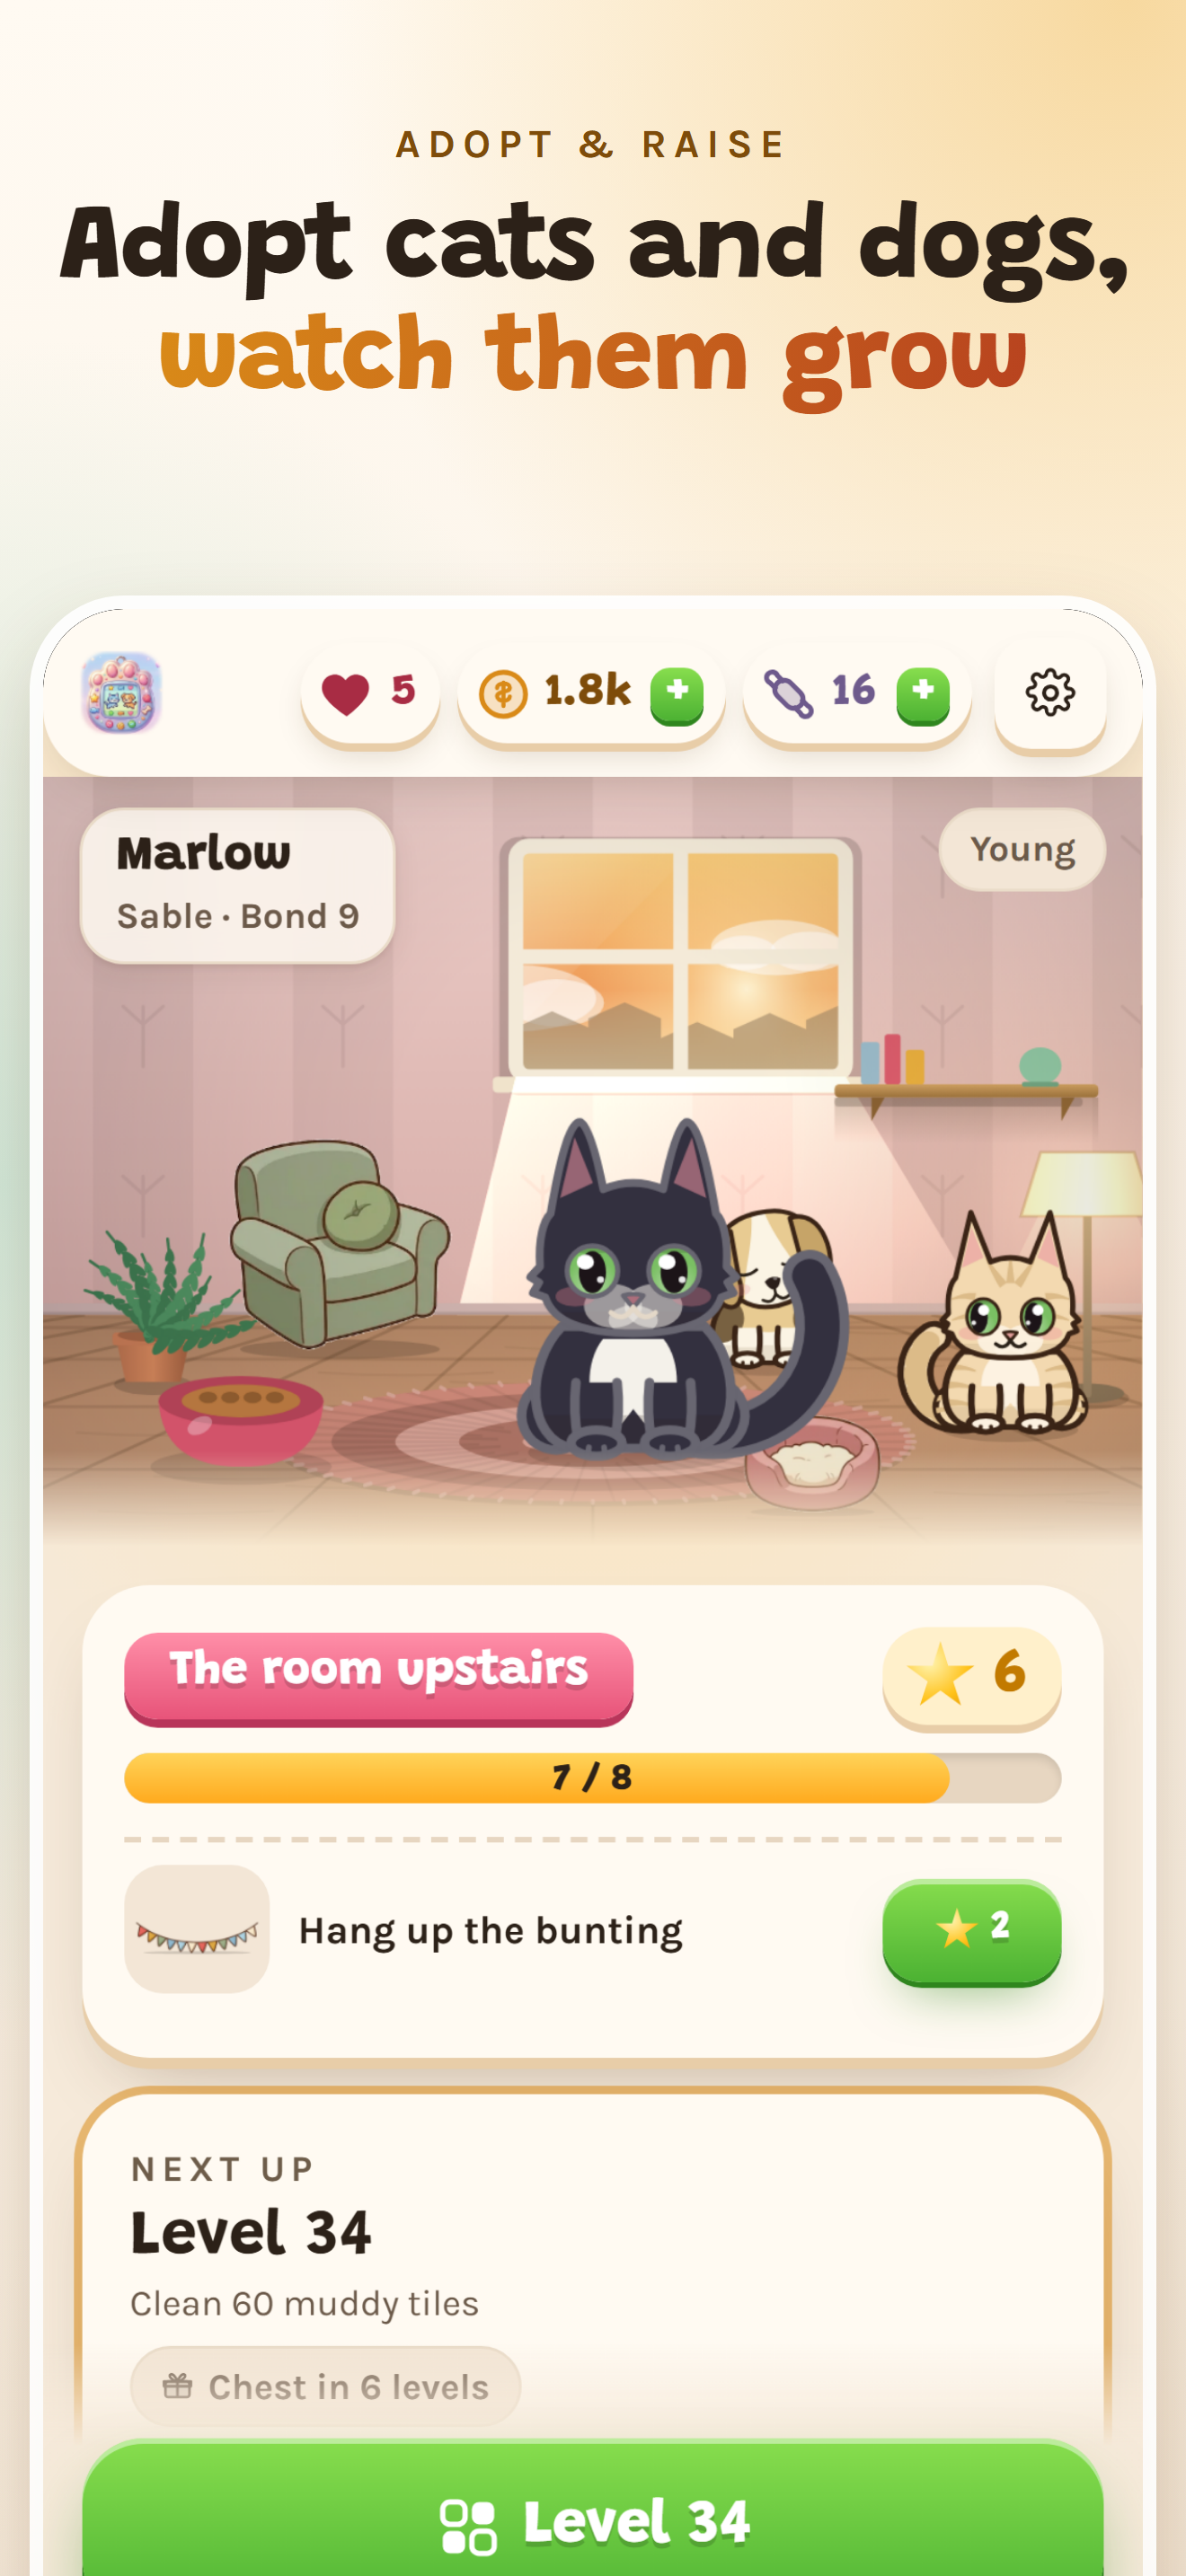 ADOPT & RAISE
Adopt cats and dogs,
watch them grow
5
1.8k
+
16
+
Marlow
Sable · Bond 9
Young
The room upstairs
6
7 / 8
Hang up the bunting
2
NEXT UP
Level 34
Clean 60 muddy tiles
Chest in 6 levels
Level 34